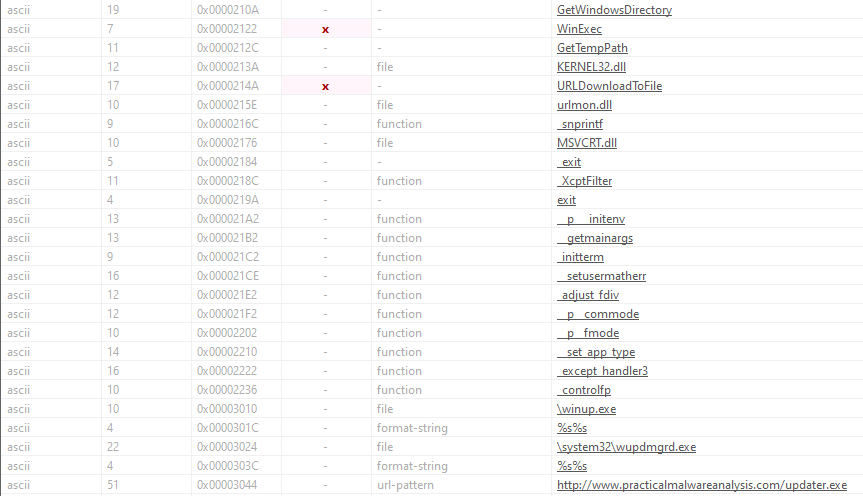 ascii 19 0x0000210A - - GetWindowsDirectory
ascii 7 0x00002122 x - WinExec
ascii 11 0x0000212C - - GetTempPath
ascii 12 0x0000213A - file KERNEL32.dll
ascii 17 0x0000214A x - URLDownloadToFile
ascii 10 0x0000215E - file urlmon.dll
ascii 9 0x0000216C - function _snprintf
ascii 10 0x00002176 - file MSVCRT.dll
ascii 5 0x00002184 - - _exit
ascii 11 0x0000218C - function _XcptFilter
ascii 4 0x0000219A - - exit
ascii 13 0x000021A2 - function __p___initenv
ascii 13 0x000021B2 - function __getmainargs
ascii 9 0x000021C2 - function _initterm
ascii 16 0x000021CE - function __setusermatherr
ascii 12 0x000021E2 - function _adjust_fdiv
ascii 12 0x000021F2 - function __p__commode
ascii 10 0x00002202 - function __p__fmode
ascii 14 0x00002210 - function __set_app_type
ascii 16 0x00002222 - function _except_handler3
ascii 10 0x00002236 - function _controlfp
ascii 10 0x00003010 - file \winup.exe
ascii 4 0x0000301C - format-string %s%s
ascii 22 0x00003024 - file \system32\wupdmgrd.exe
ascii 4 0x0000303C - format-string %s%s
ascii 51 0x00003044 - url-pattern http://www.practicalmalwareanalysis.com/updater.exe